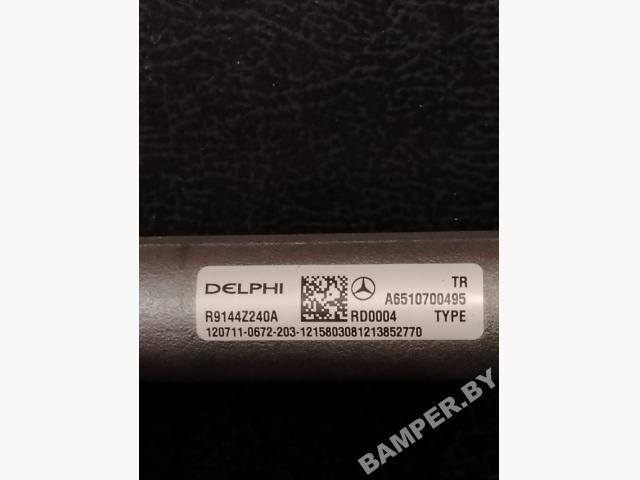 DELPHI TR
A6510700495
R9144Z240A RD0004 TYPE
120711-0672-203-1215803081213852770
BAMPER.BY